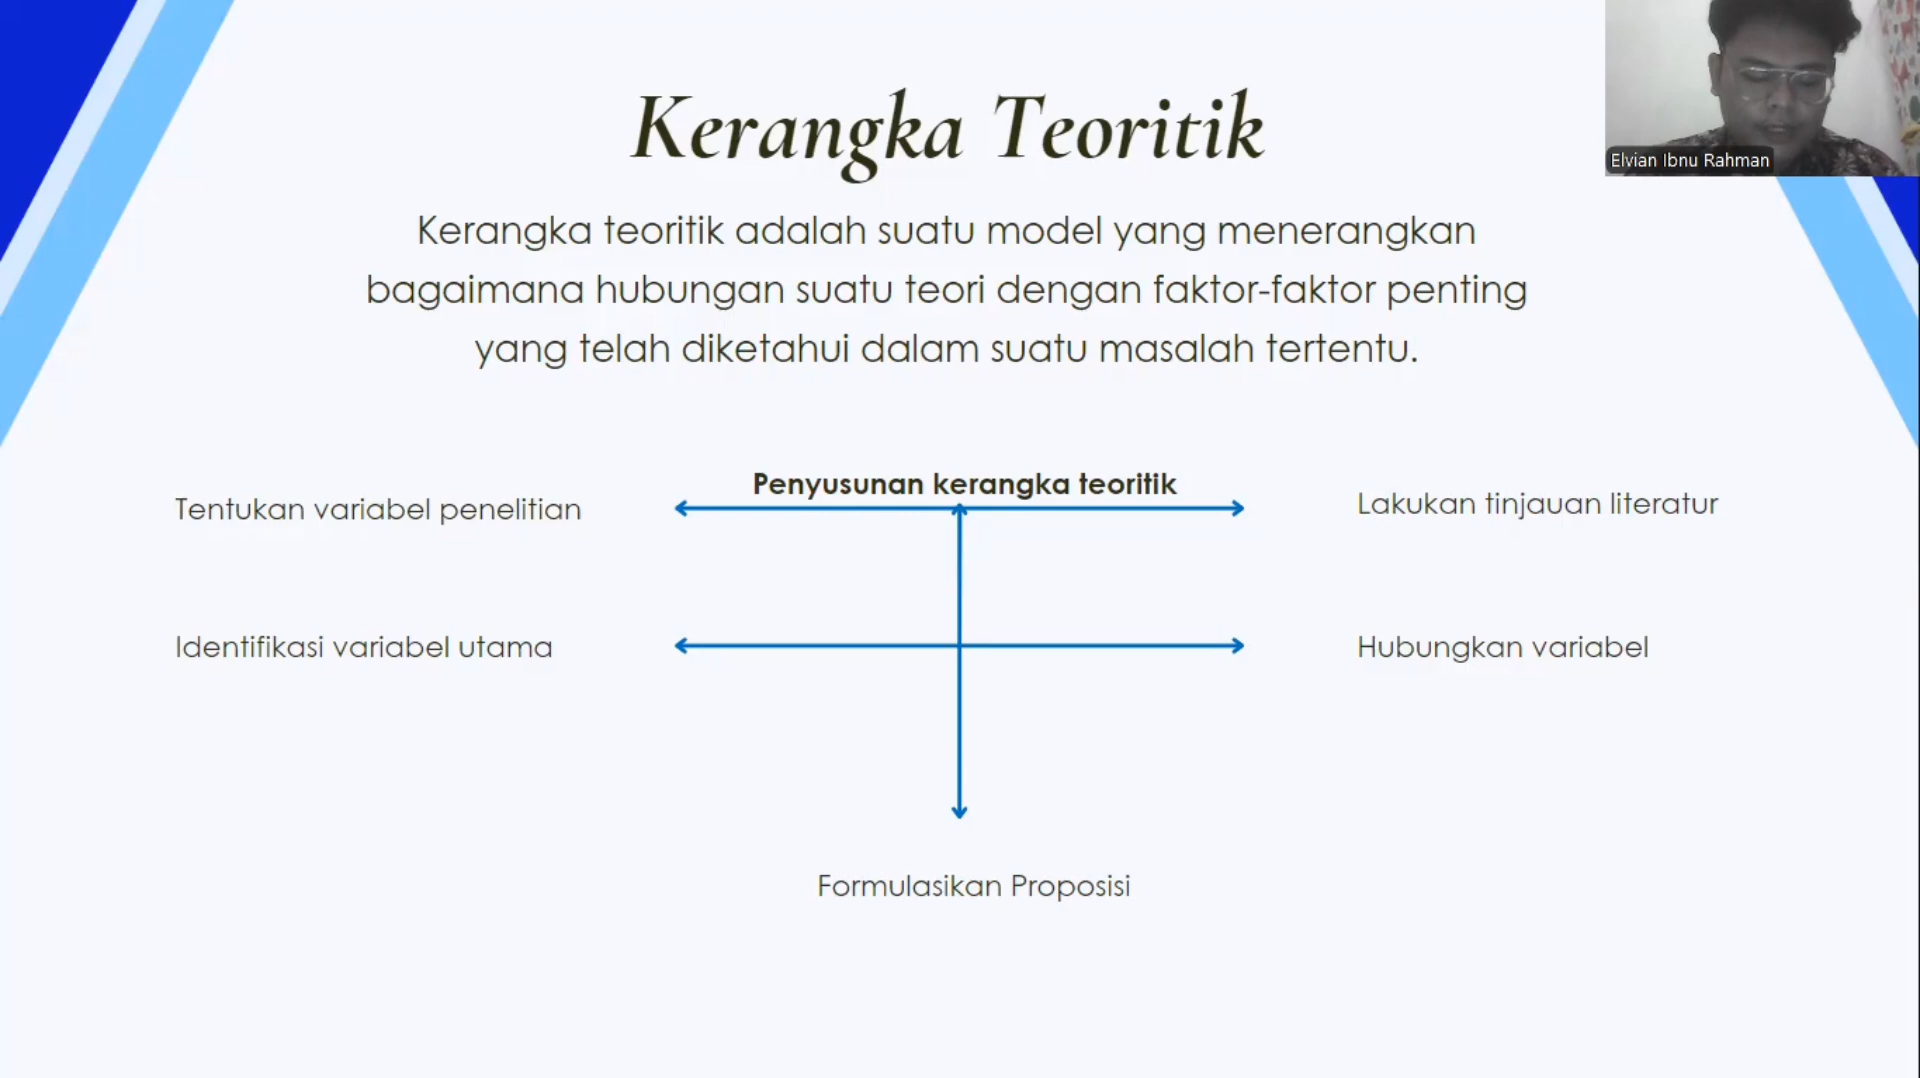 Kerangka Teoritik
Elvian Ibnu Rahman
Kerangka teoritik adalah suatu model yang menerangkan
bagaimana hubungan suatu teori dengan faktor-faktor penting
yang telah diketahui dalam suatu masalah tertentu.
Penyusunan kerangka teoritik
Tentukan variabel penelitian
Lakukan tinjauan literatur
Identifikasi variabel utama
Hubungkan variabel
Formulasikan Proposisi